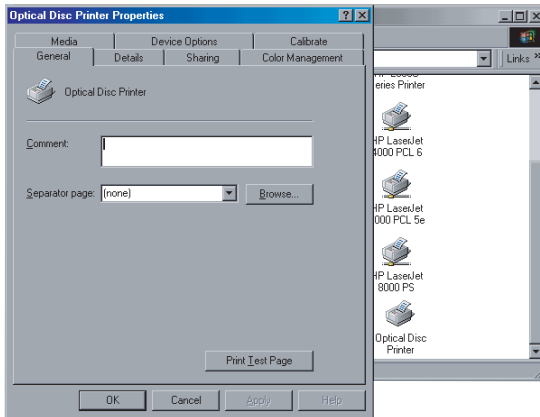 Optical Disc Printer Properties
Media Device Options Calibrate
General Details Sharing Color Management
Optical Disc Printer
Comment:
Separator page: (none) Browse...
Print Test Page
OK Cancel Apply Help
Links
eries Printer
HP LaserJet
4000 PCL 6
HP LaserJet
000 PCL 5e
HP LaserJet
8000 PS
Optical Disc
Printer